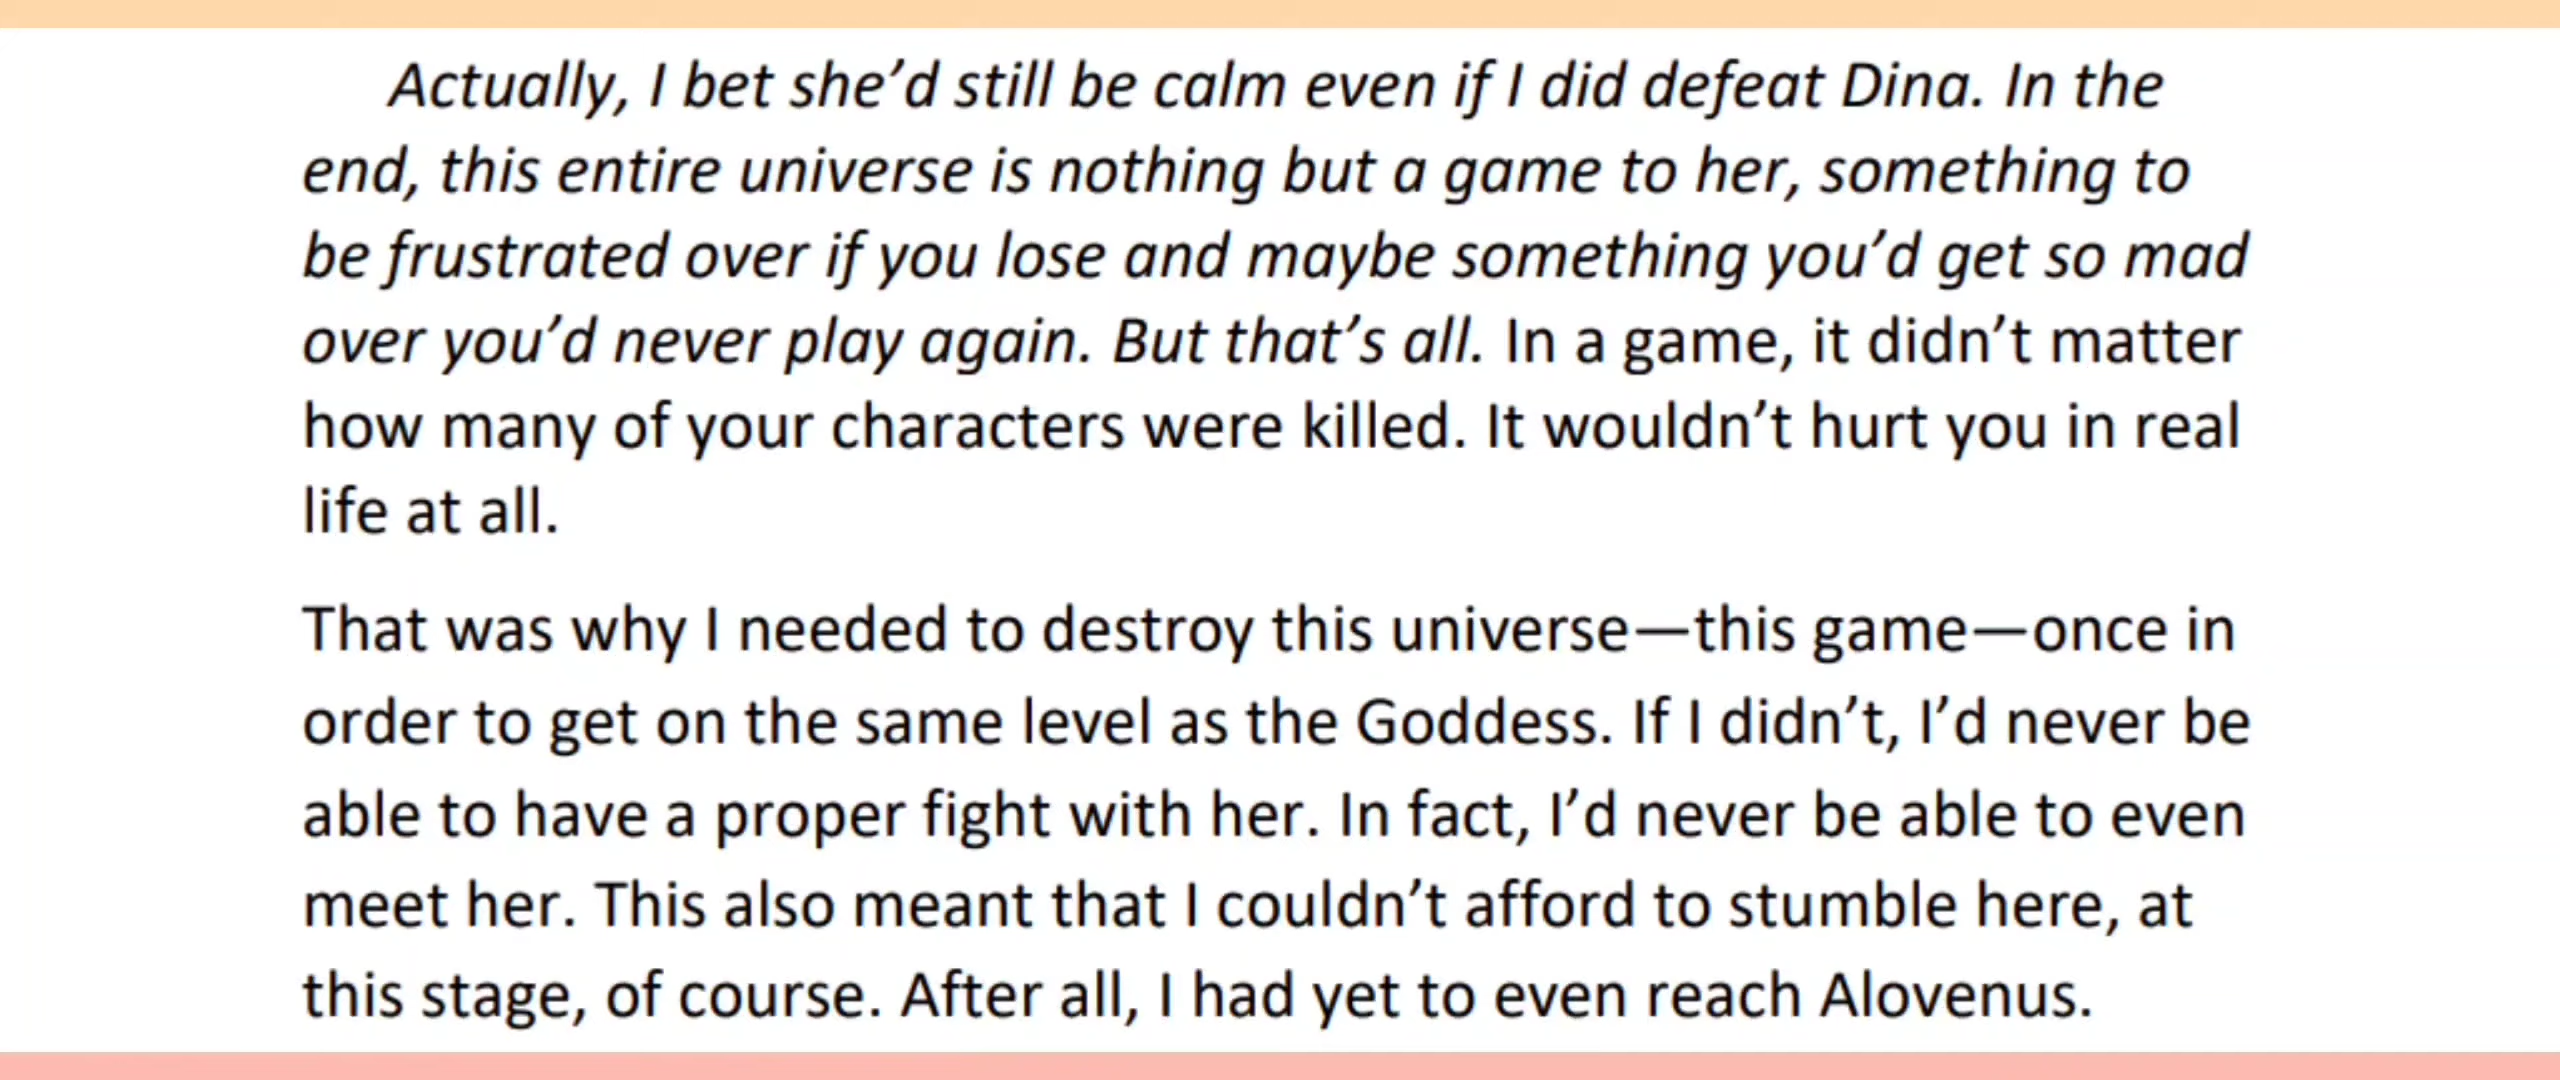 Actually, I bet she’d still be calm even if I did defeat Dina. In the
end, this entire universe is nothing but a game to her, something to
be frustrated over if you lose and maybe something you’d get so mad
over you’d never play again. But that’s all. In a game, it didn’t matter
how many of your characters were killed. It wouldn’t hurt you in real
life at all.
That was why I needed to destroy this universe—this game—once in
order to get on the same level as the Goddess. If I didn’t, I’d never be
able to have a proper fight with her. In fact, I’d never be able to even
meet her. This also meant that I couldn’t afford to stumble here, at
this stage, of course. After all, I had yet to even reach Alovenus.